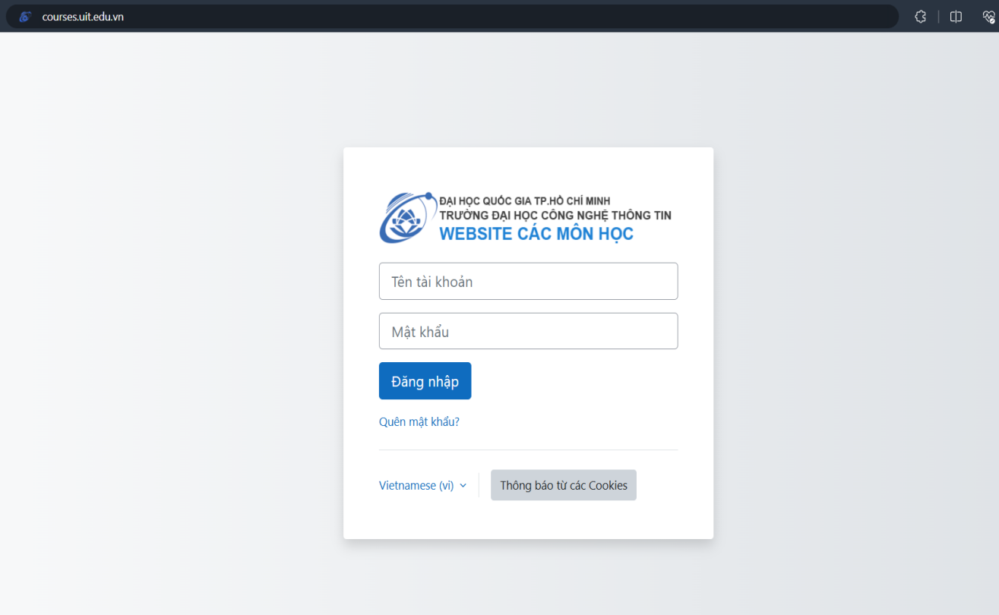 courses.uit.edu.vn
ĐẠI HỌC QUỐC GIA TP.HỒ CHÍ MINH
TRƯỜNG ĐẠI HỌC CÔNG NGHỆ THÔNG TIN
WEBSITE CÁC MÔN HỌC
Tên tài khoản
Mật khẩu
Đăng nhập
Quên mật khẩu?
Vietnamese (vi)
Thông báo từ các Cookies